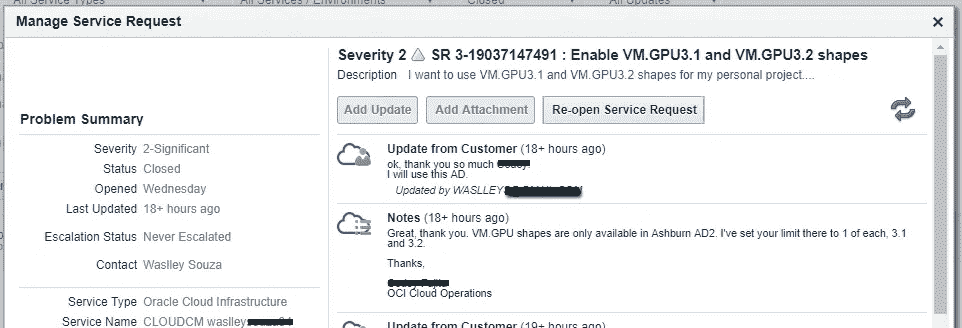 All Service Types All Services / Environments Closed All Updates
Manage Service Request
Severity 2 SR 3-19037147491 : Enable VM.GPU3.1 and VM.GPU3.2 shapes
Description I want to use VM.GPU3.1 and VM.GPU3.2 shapes for my personal project....
Add Update Add Attachment Re-open Service Request
Problem Summary
Severity 2-Significant
Status Closed
Opened Wednesday
Last Updated 18+ hours ago
Escalation Status Never Escalated
Contact Waslley Souza
Service Type Oracle Cloud Infrastructure
Service Name CLOUDCM waslley
Update from Customer (18+ hours ago)
ok, thank you so much
I will use this AD.
Updated by WASLLEY
Notes (18+ hours ago)
Great, thank you. VM.GPU shapes are only available in Ashburn AD2. I've set your limit there to 1 of each, 3.1
and 3.2.
Thanks,
OCI Cloud Operations
Update from Customer (19+ hours ago)